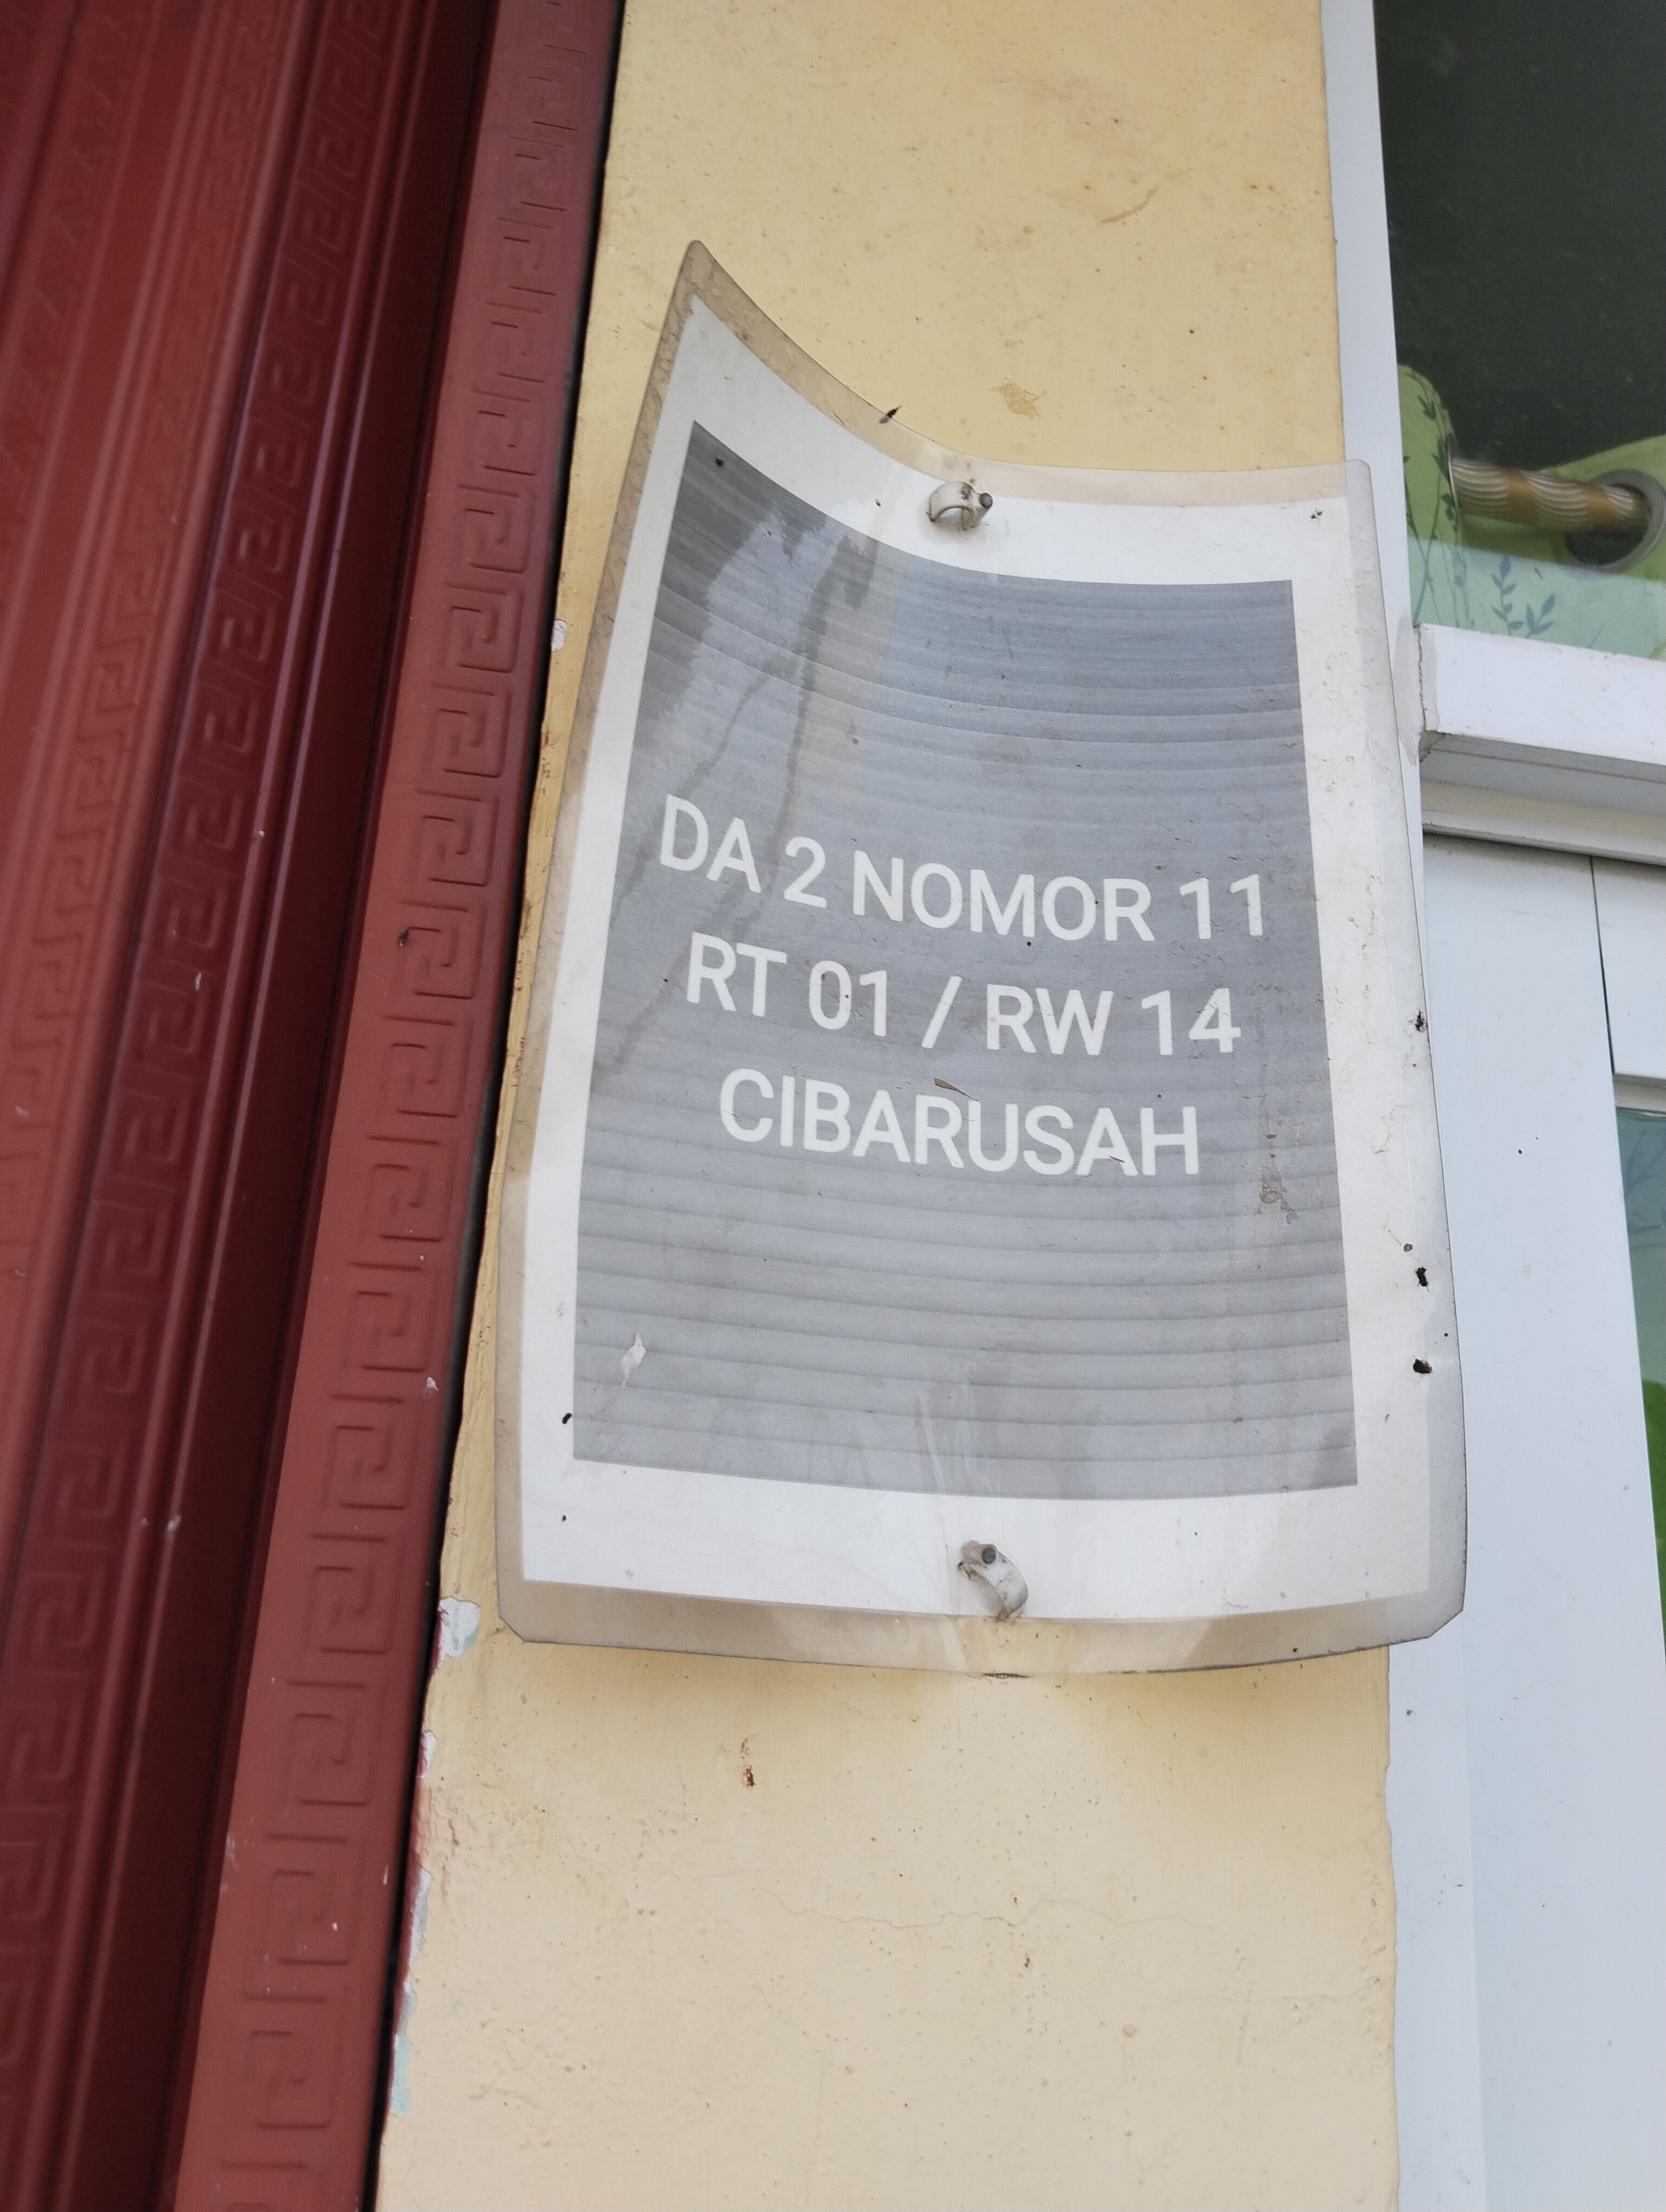 DA 2 NOMOR 11
RT 01 / RW 14
CIBARUSAH